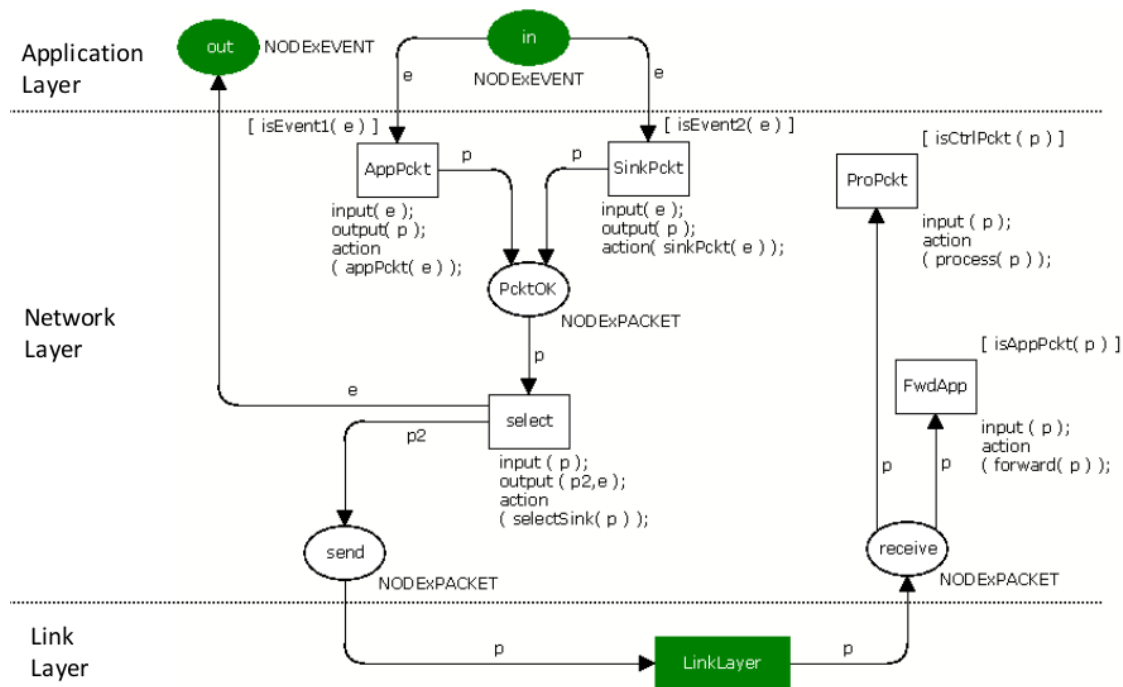 Application
Layer
out
NODExEVENT
in
NODExEVENT
e
e
[ isEvent1( e ) ]
[ isEvent2( e ) ]
[ isCtrlPckt ( p ) ]
AppPckt
p
p
SinkPckt
ProPckt
input( e );
output( p );
action
( appPckt( e ) );
input( e );
output( p );
action( sinkPckt( e ) );
input ( p );
action
( process( p ) );
PcktOK
NODExPACKET
Network
Layer
p
[ isAppPckt( p ) ]
FwdApp
e
select
p2
input ( p );
output ( p2,e );
action
( selectSink( p ) );
input ( p );
action
( forward( p ) );
p
p
send
NODExPACKET
receive
NODExPACKET
Link
Layer
p
LinkLayer
p